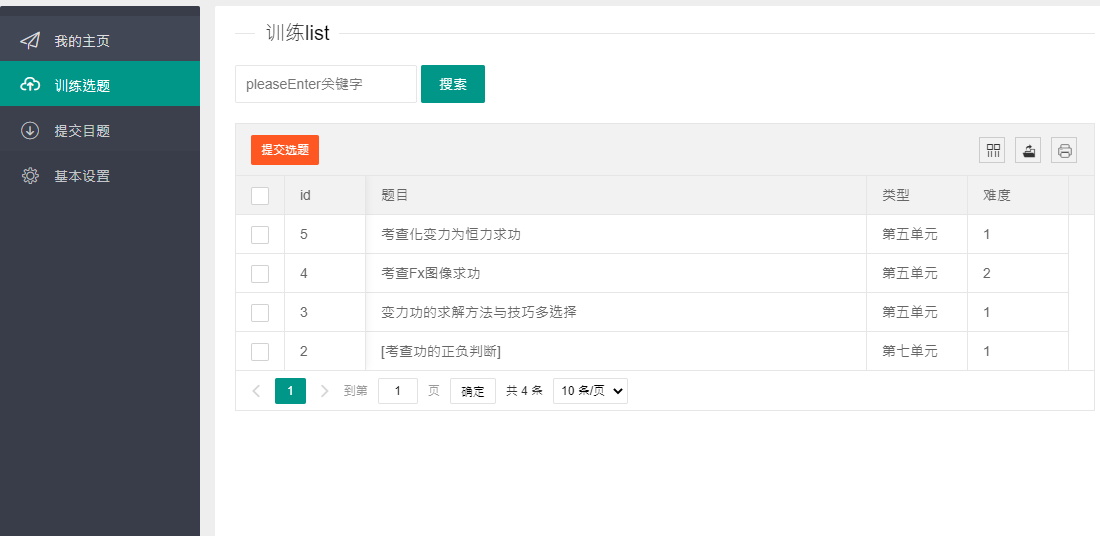 我的主页
训练选题
提交目题
基本设置
训练list
pleaseEnter关键字 搜索
提交选题
id 题目 类型 难度
5 考查化变力为恒力求功 第五单元 1
4 考查Fx图像求功 第五单元 2
3 变力功的求解方法与技巧多选择 第五单元 1
2 [考查功的正负判断] 第七单元 1
1 到第 1 页 确定 共 4 条 10 条/页